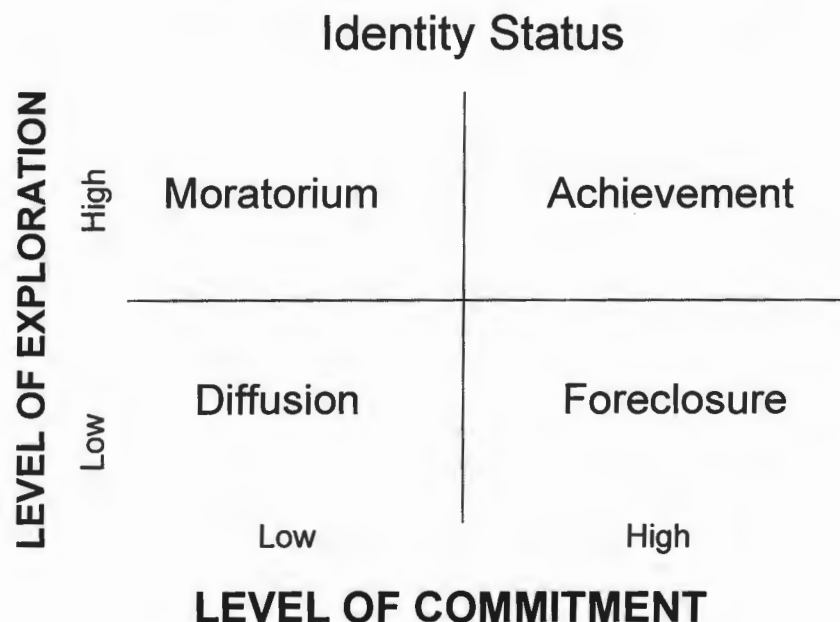 Identity Status
LEVEL OF EXPLORATION
High
Moratorium
Achievement
Low
Diffusion
Foreclosure
Low
High
LEVEL OF COMMITMENT